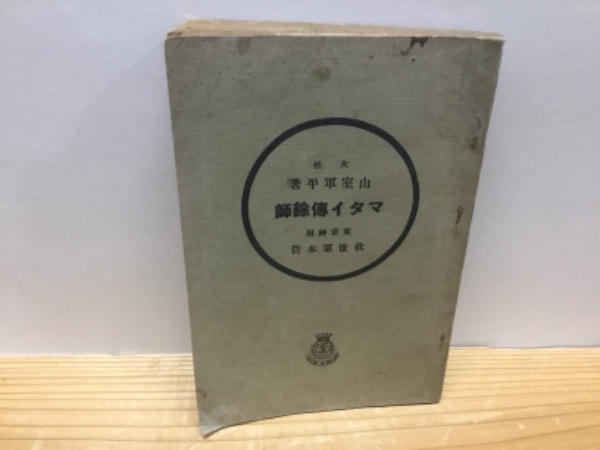 大佐
山室軍平著
マタイ傳餘師
東京神田
救世軍本營